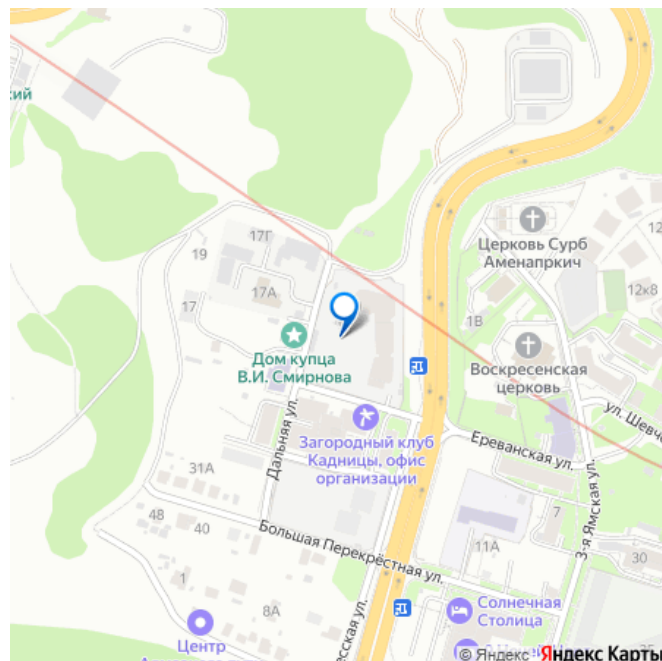 кий
17Г
Церковь Сурб
Аменапркич
19
12к8
17А
17
1В
Дом купца
В.И. Смирнова
Воскресенская
церковь
ул. Шевч
Загородный клуб
Кадницы, офис
организации
Дальняя ул.
Ереванская ул.
31А
3-я Ямская ул.
48
40
7
Большая Перекрёстная ул.
11А
30
1
8А
есская ул.
Солнечная
Столица
Центр
© Яндекс
Яндекс Карты